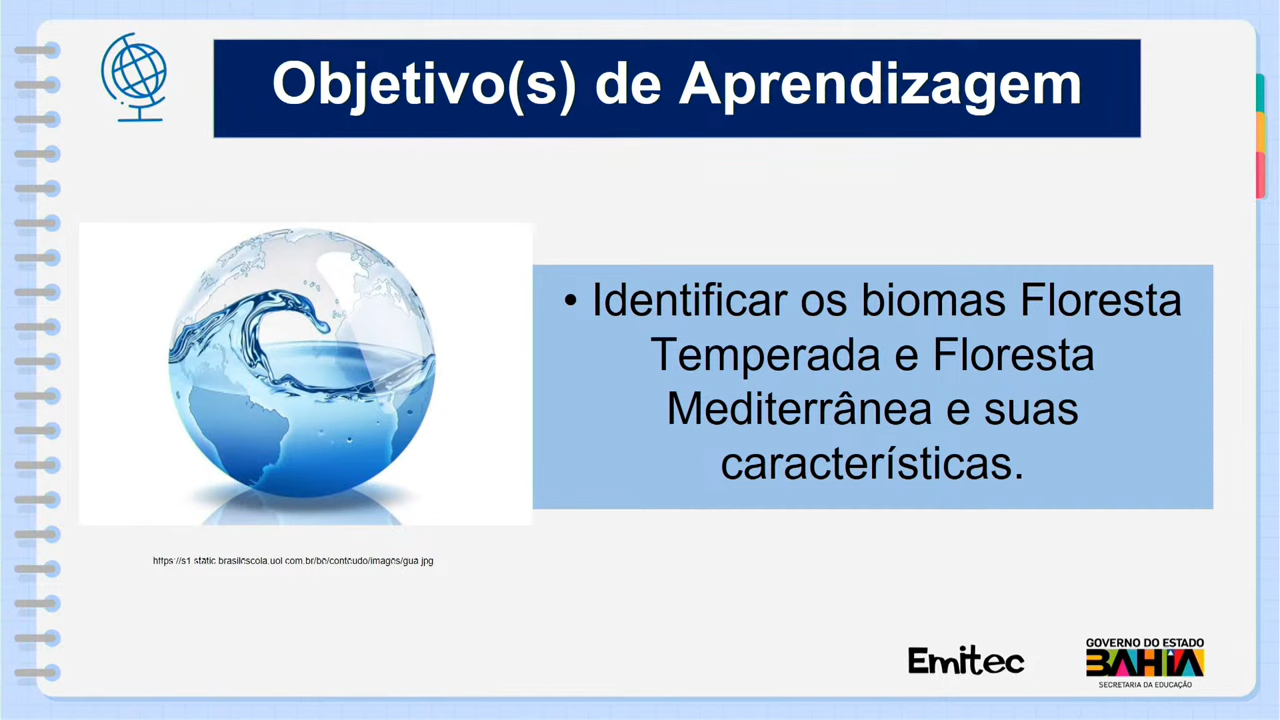 Objetivo(s) de Aprendizagem
• Identificar os biomas Floresta
Temperada e Floresta
Mediterrânea e suas
características.
https://s1.static.brasilescola.uol.com.br/be/conteudo/images/gua.jpg
Emitec
GOVERNO DO ESTADO
BAHIA
SECRETARIA DA EDUCAÇÃO